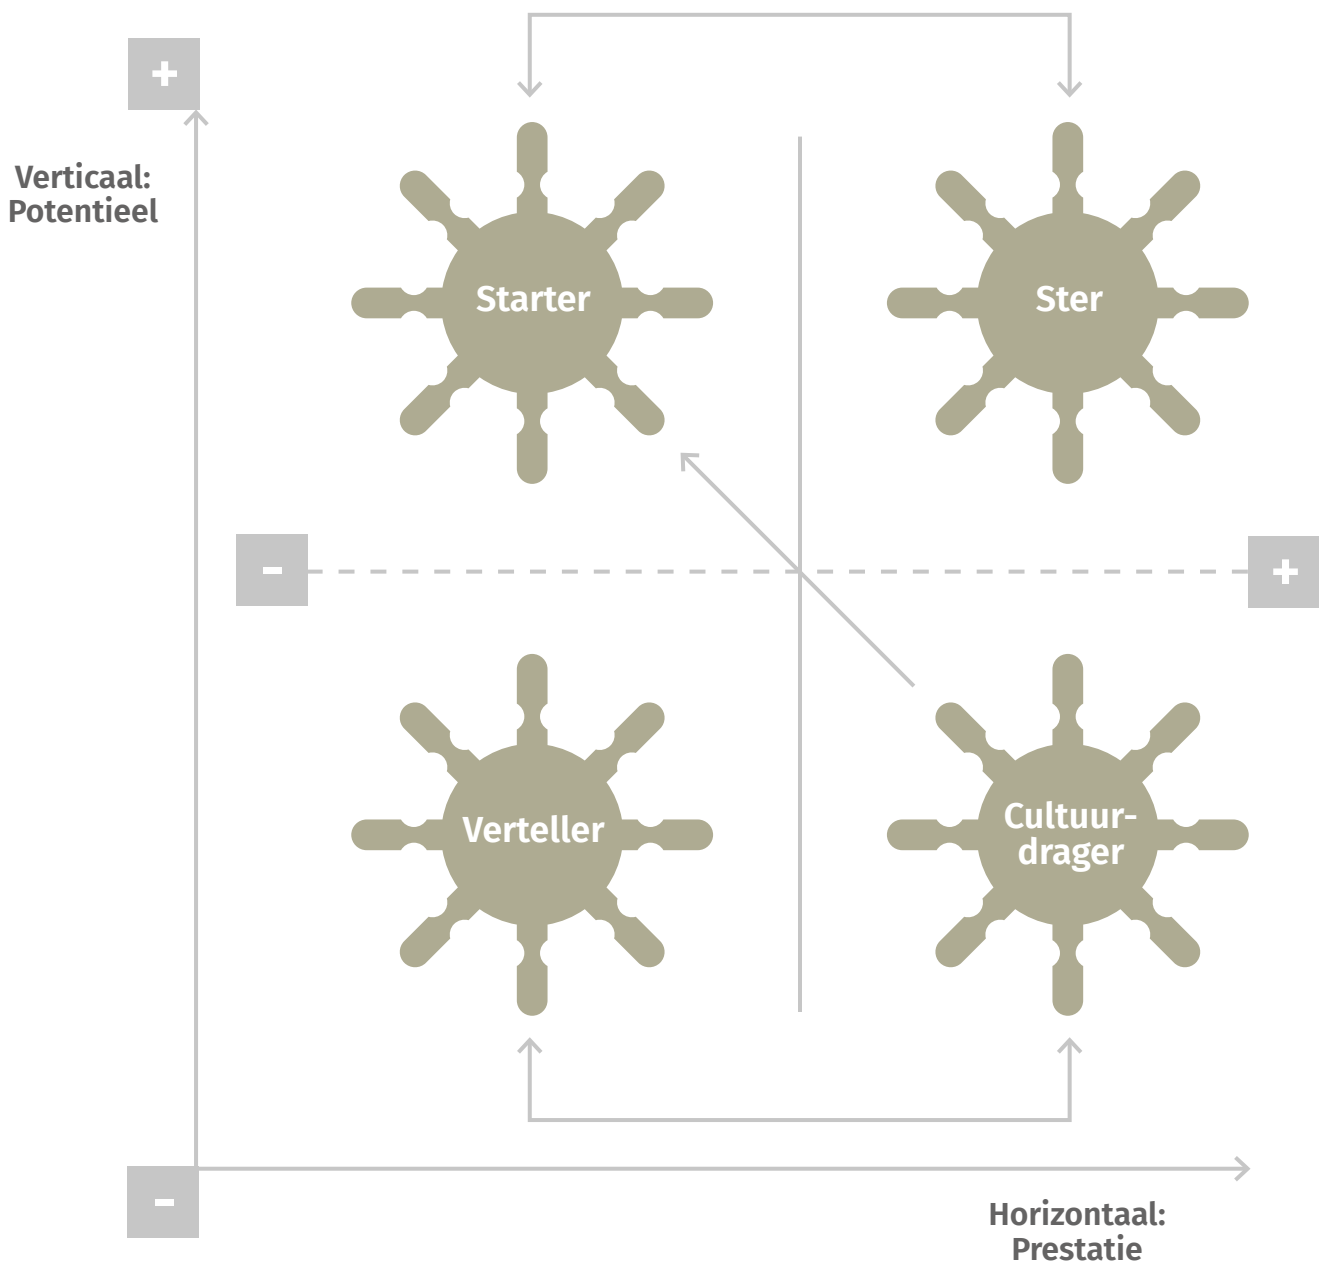 +
Verticaal:
Potentieel
Starter
Ster
-
+
Verteller
Cultuur-
drager
-
Horizontaal:
Prestatie